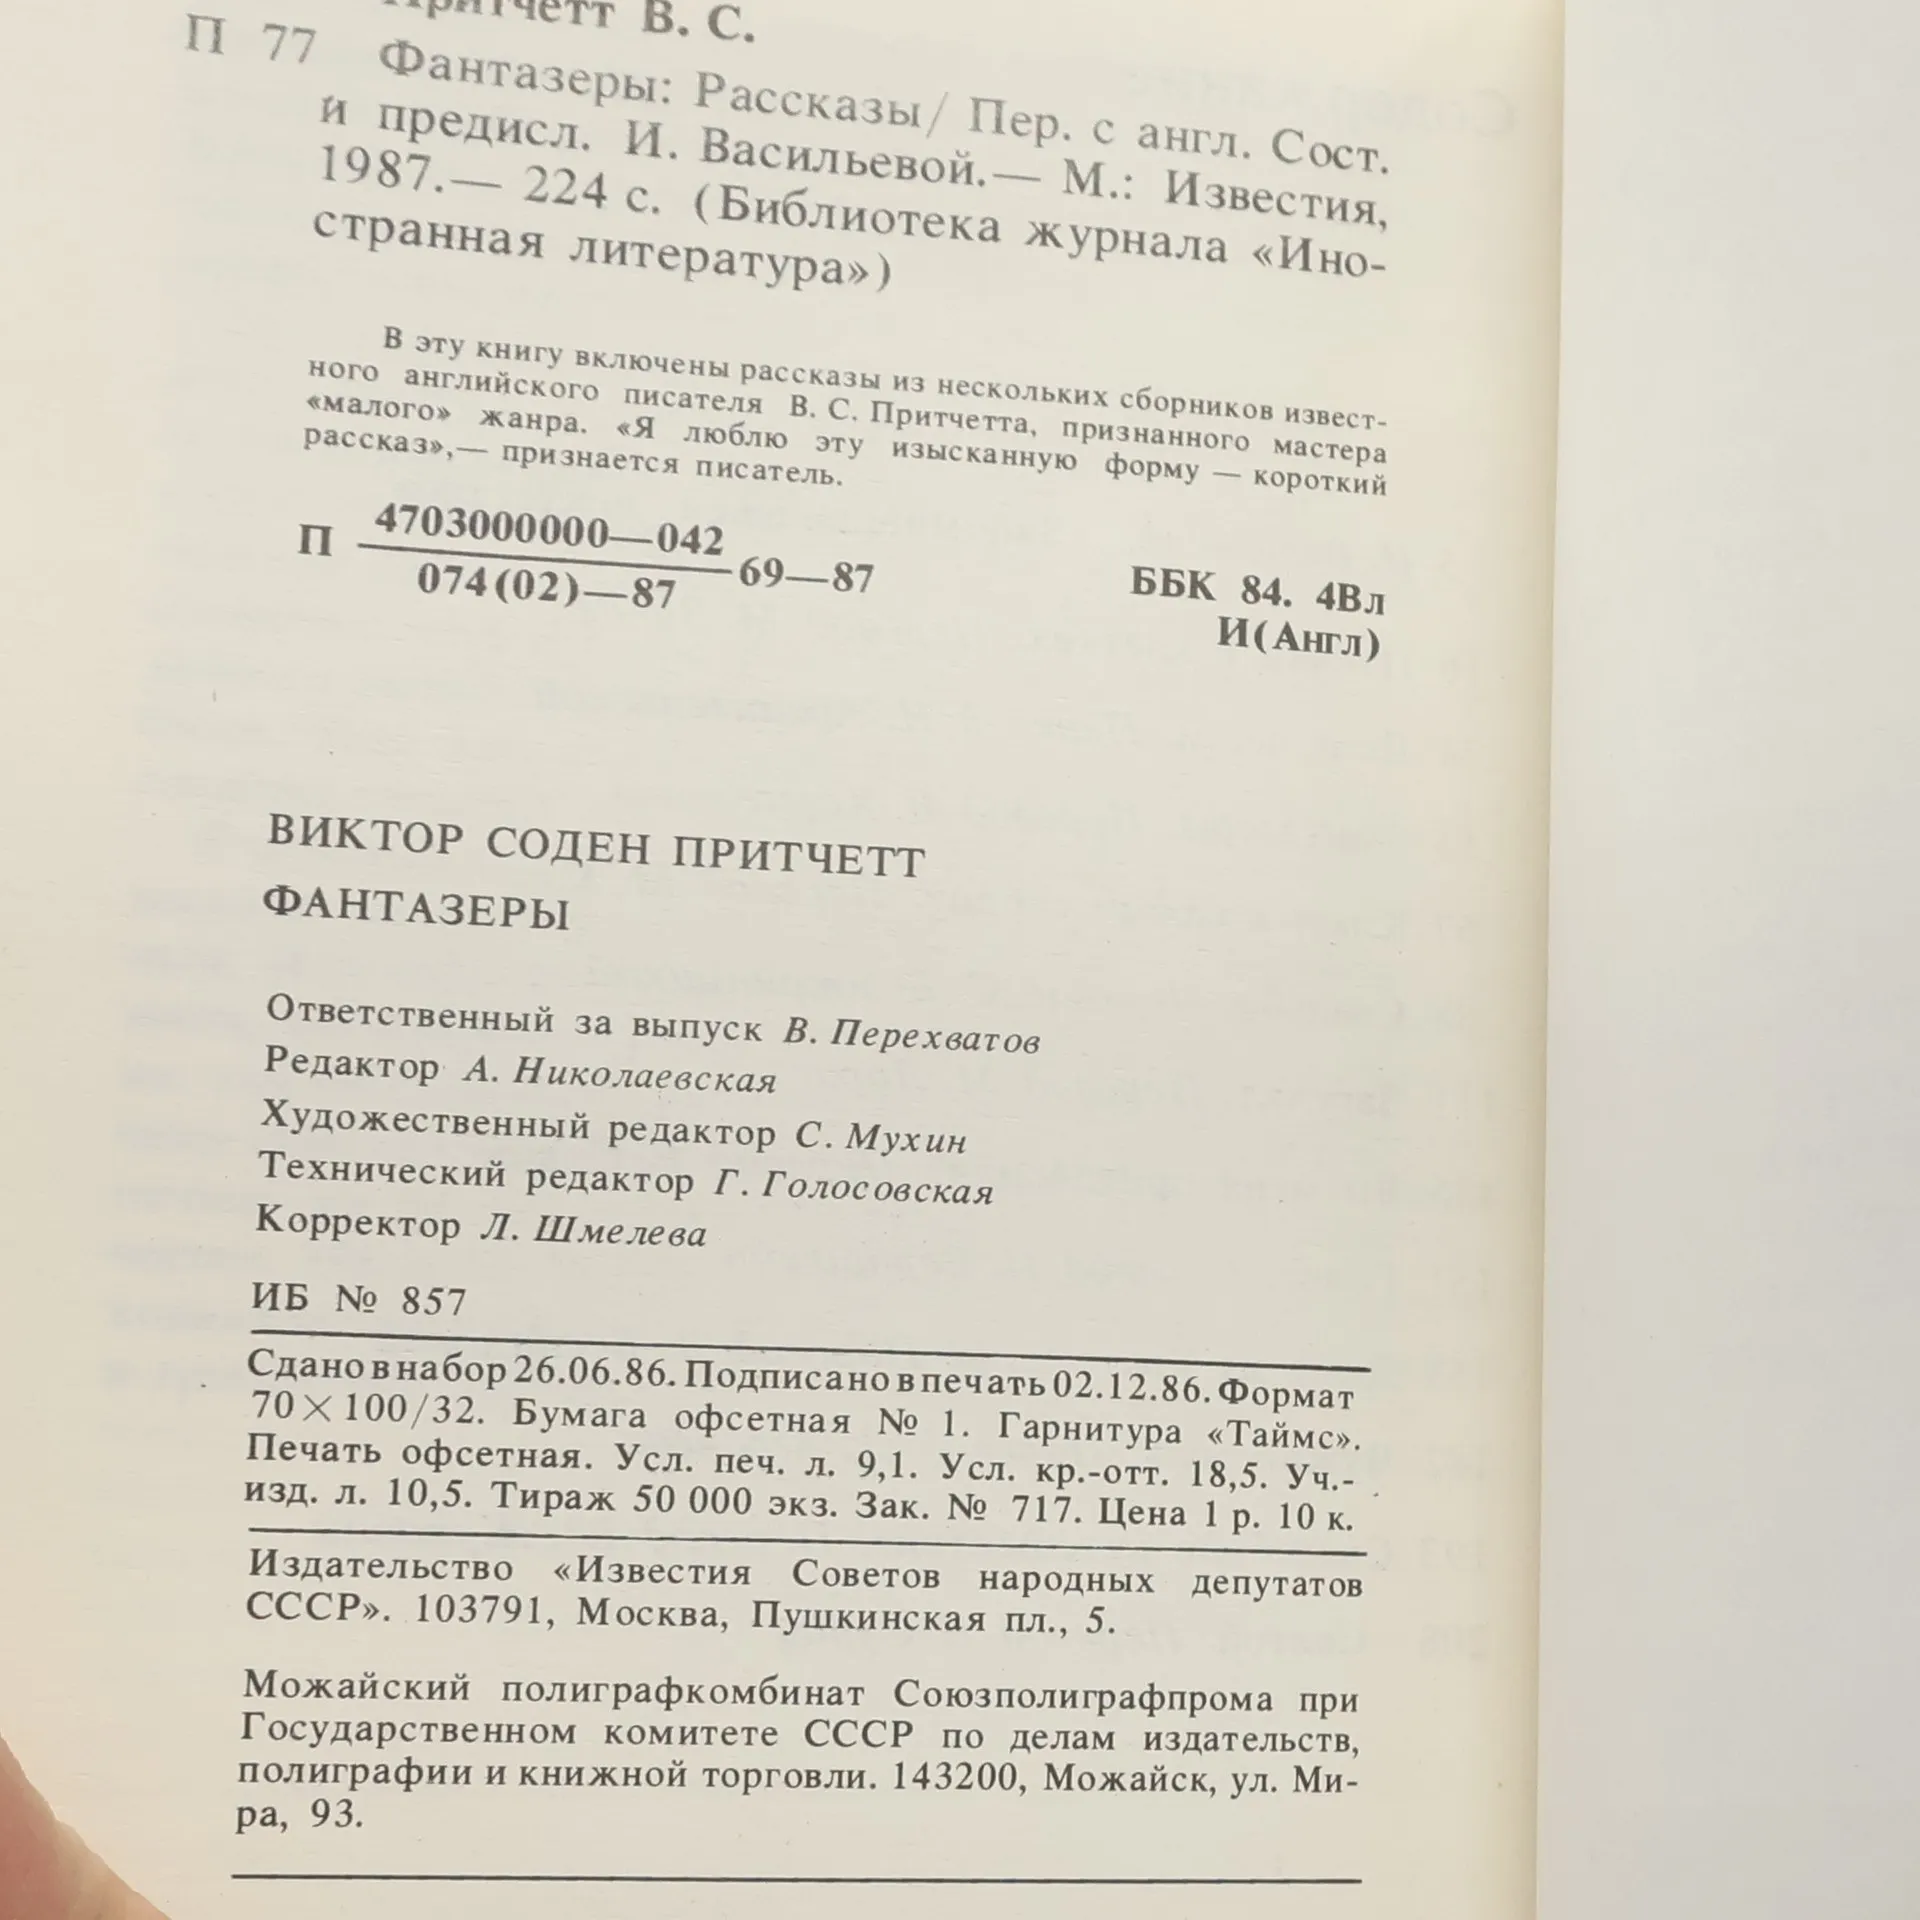 Притчетт В. С.
П 77 Фантазеры: Рассказы/ Пер. с англ. Сост.
и предисл. И. Васильевой.— М.: Известия,
1987.— 224 с. (Библиотека журнала «Ино-
странная литература»)
В эту книгу включены рассказы из нескольких сборников извест-
ного английского писателя В. С. Притчетта, признанного мастера
«малого» жанра. «Я люблю эту изысканную форму — короткий
рассказ»,— признается писатель.
П 4703000000—042
074(02)—87 69—87
ББК 84. 4Вл
И(Англ)
ВИКТОР СОДЕН ПРИТЧЕТТ
ФАНТАЗЕРЫ
Ответственный за выпуск В. Перехватов
Редактор А. Николаевская
Художественный редактор С. Мухин
Технический редактор Г. Голосовская
Корректор Л. Шмелева
ИБ № 857
Сдано в набор 26.06.86. Подписано в печать 02.12.86. Формат
70×100/32. Бумага офсетная № 1. Гарнитура «Таймс».
Печать офсетная. Усл. печ. л. 9,1. Усл. кр.-отт. 18,5. Уч.-
изд. л. 10,5. Тираж 50 000 экз. Зак. № 717. Цена 1 р. 10 к.
Издательство «Известия Советов народных депутатов
СССР». 103791, Москва, Пушкинская пл., 5.
Можайский полиграфкомбинат Союзполиграфпрома при
Государственном комитете СССР по делам издательств,
полиграфии и книжной торговли. 143200, Можайск, ул. Ми-
ра, 93.